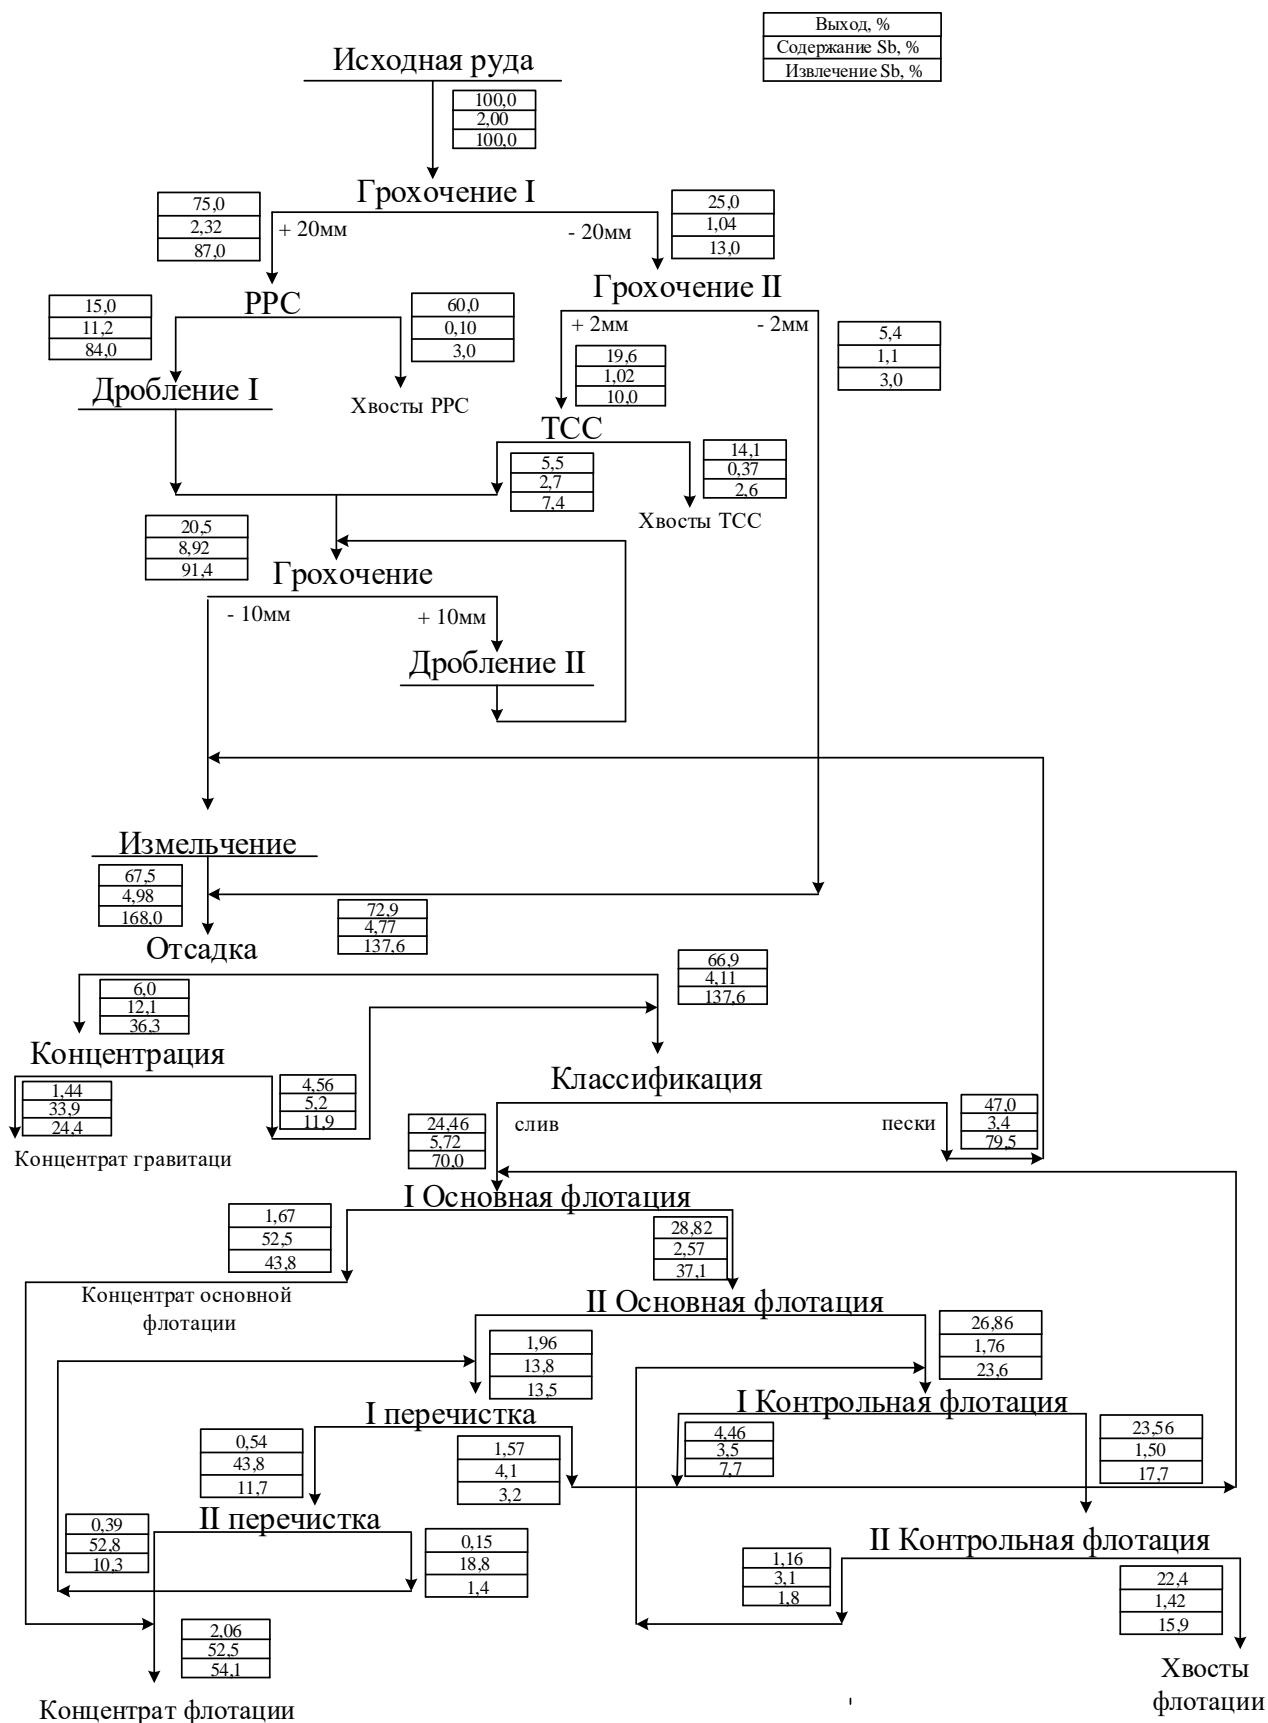 Выход, %
Содержание Sb, %
Извлечение Sb, %
Исходная руда
100,0
2,00
100,0
Грохочение I
75,0
2,32
87,0
+ 20мм
- 20мм
25,0
1,04
13,0
РРС
Грохочение II
15,0
11,2
84,0
60,0
0,10
3,0
+ 2мм
- 2мм
5,4
1,1
3,0
19,6
1,02
10,0
Дробление I
Хвосты РРС
ТСС
5,5
2,7
7,4
14,1
0,37
2,6
Хвосты ТСС
20,5
8,92
91,4
Грохочение
- 10мм
+ 10мм
Дробление II
Измельчение
67,5
4,98
168,0
72,9
4,77
137,6
Отсадка
66,9
4,11
137,6
6,0
12,1
36,3
Концентрация
Классификация
1,44
33,9
24,4
4,56
5,2
11,9
Концентрат гравитаци
24,46
5,72
70,0
слив
пески
47,0
3,4
79,5
I Основная флотация
1,67
52,5
43,8
28,82
2,57
37,1
Концентрат основной
флотации
II Основная флотация
1,96
13,8
13,5
26,86
1,76
23,6
I перечистка
I Контрольная флотация
0,54
43,8
11,7
1,57
4,1
3,2
4,46
3,5
7,7
23,56
1,50
17,7
II перечистка
0,39
52,8
10,3
0,15
18,8
1,4
II Контрольная флотация
1,16
3,1
1,8
22,4
1,42
15,9
2,06
52,5
54,1
Концентрат флотации
Хвосты
флотации